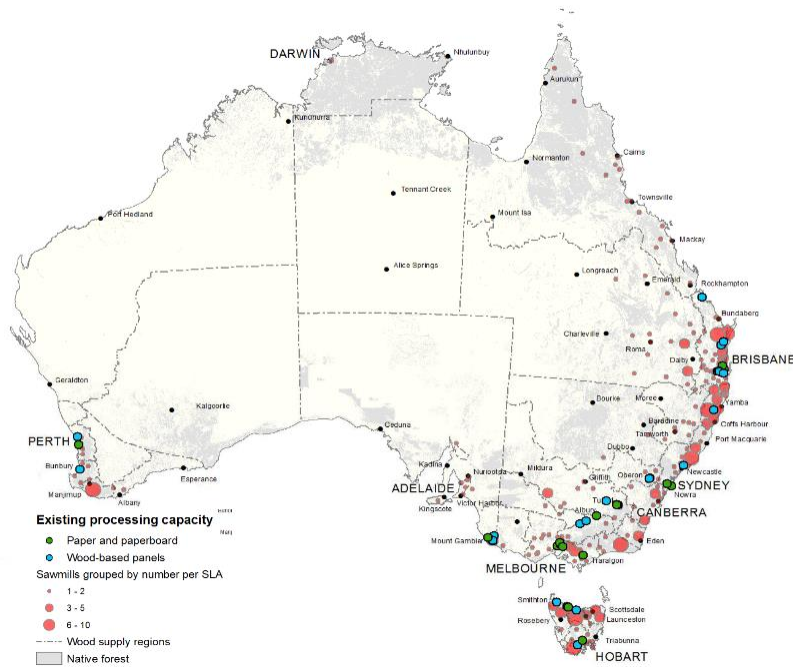 DARWIN
Nhulunbuy
Aurukun
Kununurra
Cairns
Normanton
Tennant Creek
Townsville
Port Hedland
Mount Isa
Mackay
Alice Springs
Longreach
Emerald
Rockhampton
Bundaberg
Charleville
Roma
Dalby
BRISBANE
Geraldton
Kalgoorlie
Bourke
Moree
Yamba
Ceduna
Baradine
Coffs Harbour
Tamworth
Port Macquarie
PERTH
Dubbo
Bunbury
Kadina
Nuriootpa
Mildura
Griffith
Oberon
Newcastle
Esperance
ADELAIDE
SYDNEY
Manjimup
Albany
Kingscote
Victor Harbor
Nowra
Albury
CANBERRA
Existing processing capacity
Paper and paperboard
Mount Gambier
Eden
Wood-based panels
Traralgon
MELBOURNE
Sawmills grouped by number per SLA
1 - 2
3 - 5
6 - 10
Smithton
Scottsdale
Launceston
Rosebery
Triabunna
Wood supply regions
Native forest
HOBART